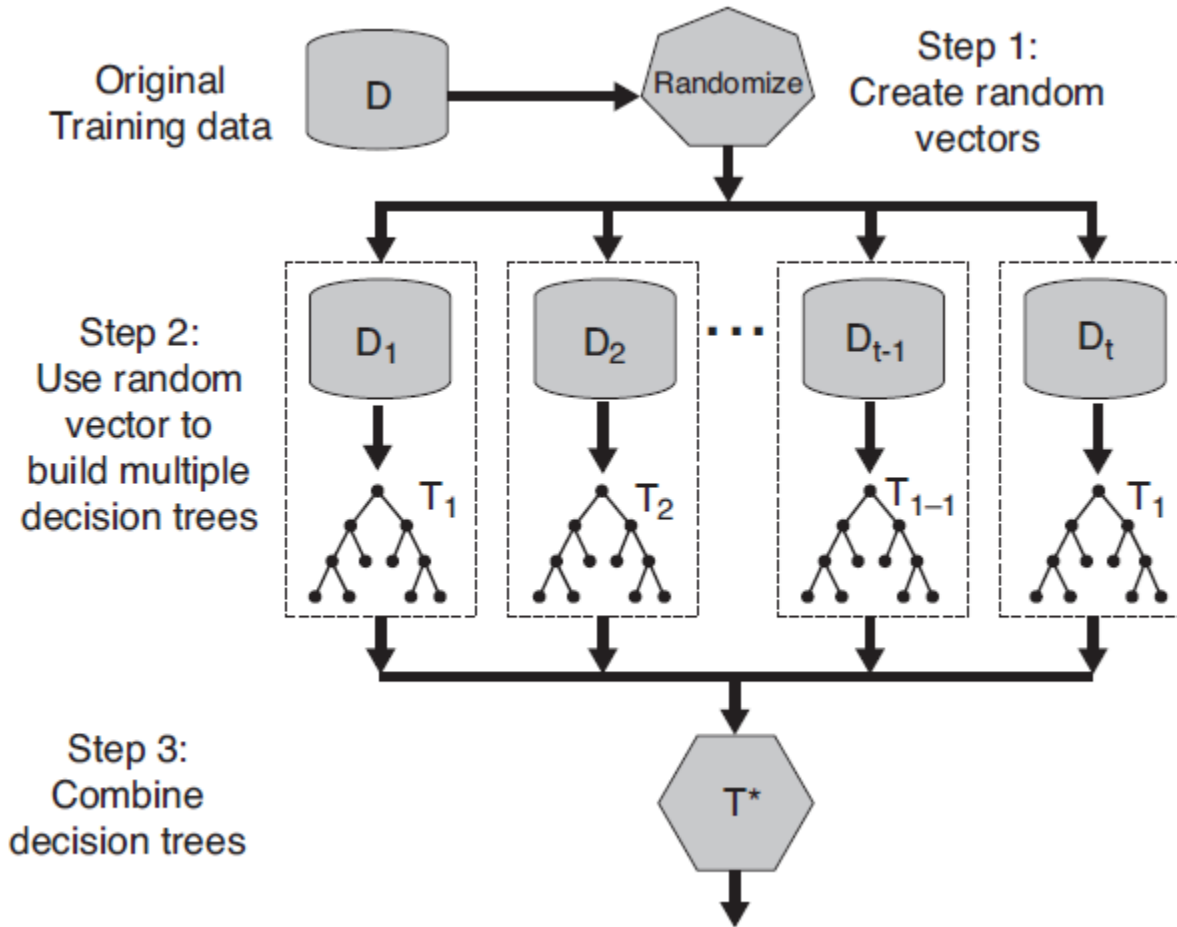 Original
Training data
D
Randomize
Step 1:
Create random
vectors
Step 2:
Use random
vector to
build multiple
decision trees
D₁
D₂
...
Dₜ₋₁
Dₜ
T₁
T₂
T₁₋₁
T₁
Step 3:
Combine
decision trees
T*